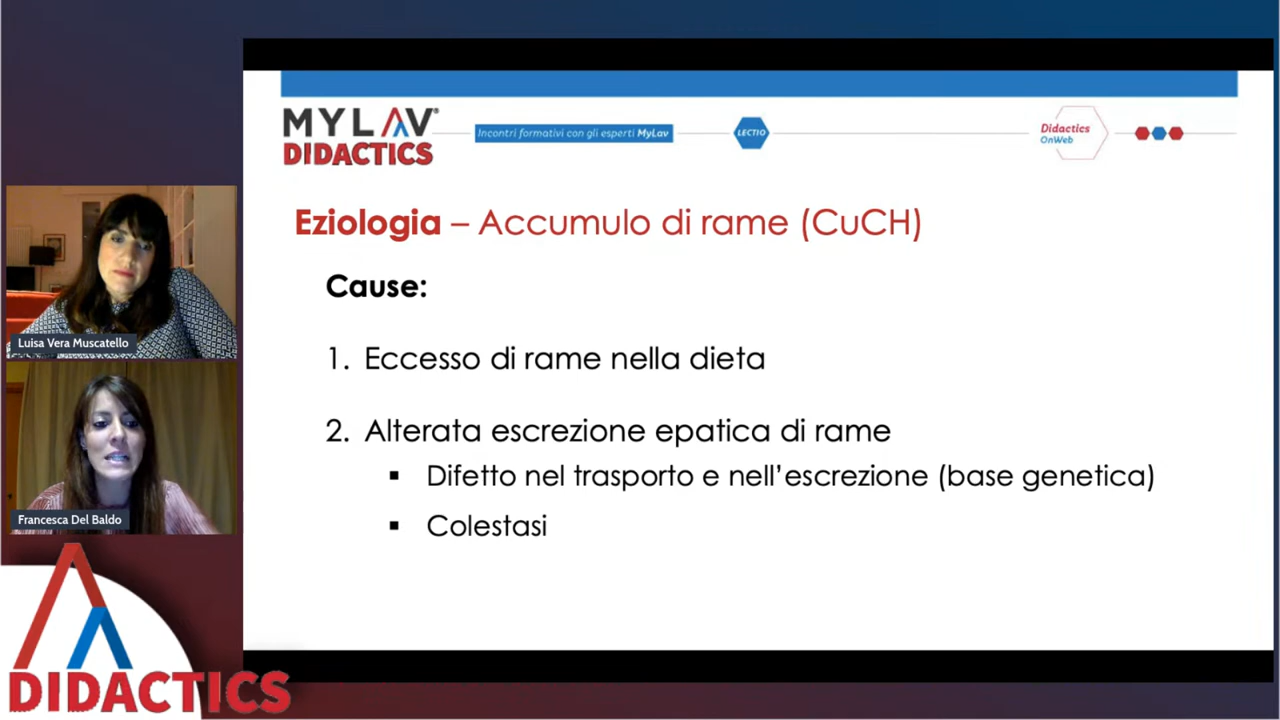 MYLAV®
DIDACTICS
Incontri formativi con gli esperti MyLav
LECTIO
Didactics
OnWeb
Eziologia – Accumulo di rame (CuCH)
Cause:
1. Eccesso di rame nella dieta
2. Alterata escrezione epatica di rame
▪ Difetto nel trasporto e nell’escrezione (base genetica)
▪ Colestasi
Luisa Vera Muscatello
Francesca Del Baldo
DIDACTICS